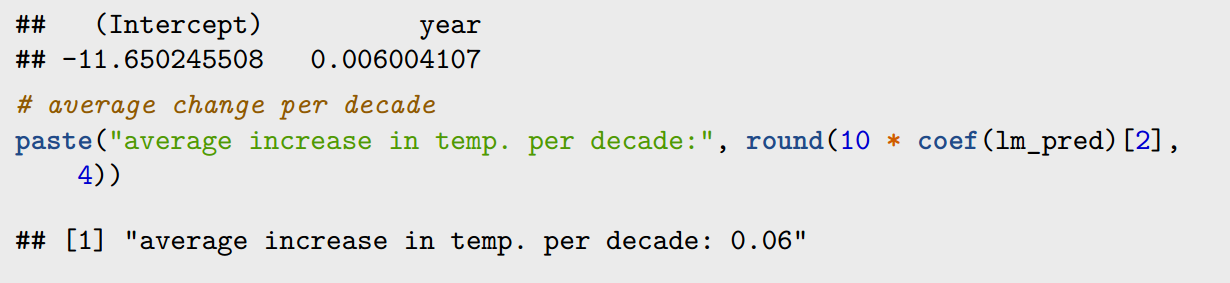 ##   (Intercept)          year
## -11.650245508   0.006004107
# average change per decade
paste("average increase in temp. per decade:", round(10 * coef(lm_pred)[2],
    4))
## [1] "average increase in temp. per decade: 0.06"